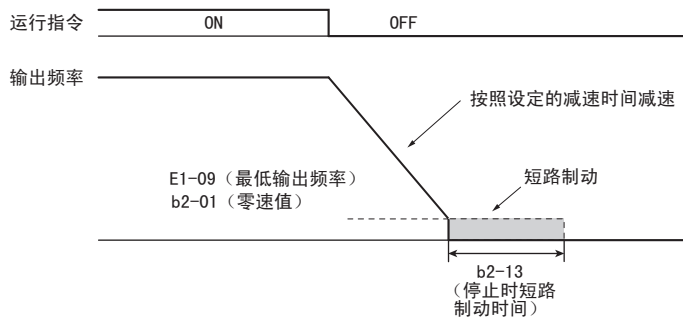 运行指令
ON
OFF
输出频率
按照设定的减速时间减速
E1-09（最低输出频率）
b2-01（零速值）
短路制动
b2-13
（停止时短路
制动时间）